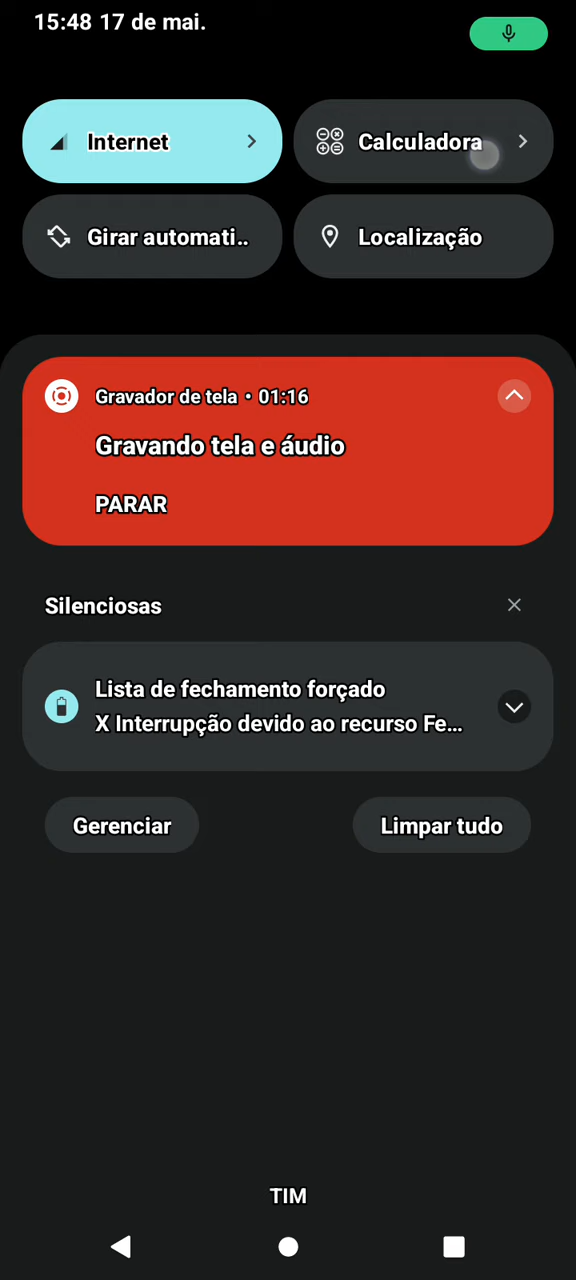 15:48 17 de mai.
Internet
Calculadora
Girar automati..
Localização
Gravador de tela • 01:16
Gravando tela e áudio
PARAR
Silenciosas
Lista de fechamento forçado
X Interrupção devido ao recurso Fe...
Gerenciar
Limpar tudo
TIM